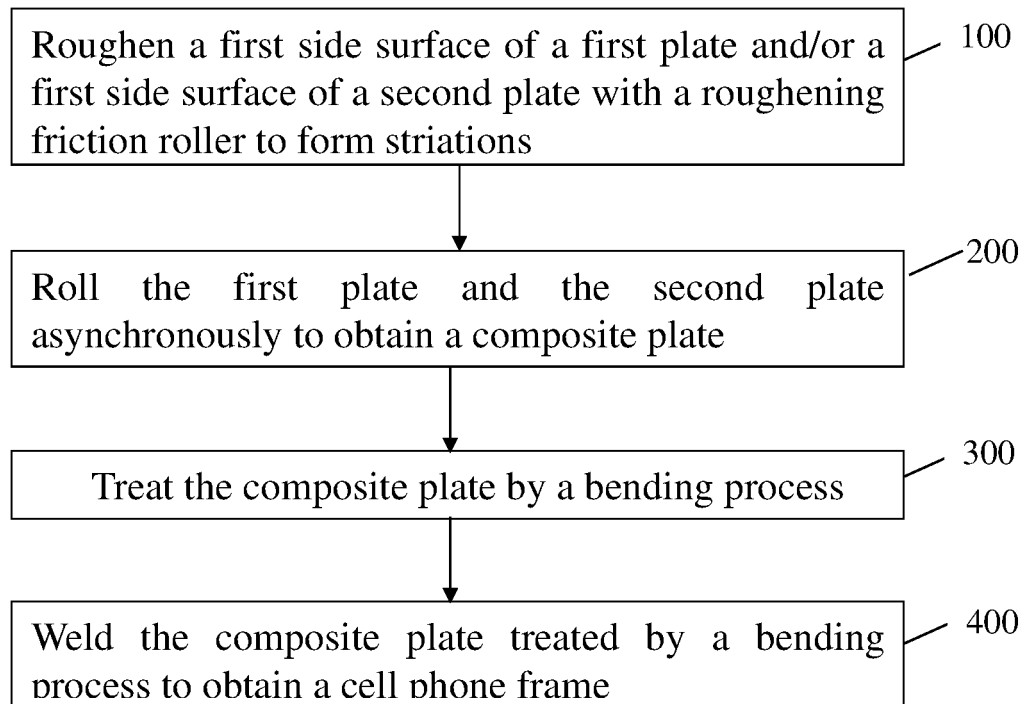 Roughen a first side surface of a first plate and/or a
first side surface of a second plate with a roughening
friction roller to form striations
100
Roll the first plate and the second plate
asynchronously to obtain a composite plate
200
Treat the composite plate by a bending process
300
Weld the composite plate treated by a bending
process to obtain a cell phone frame
400